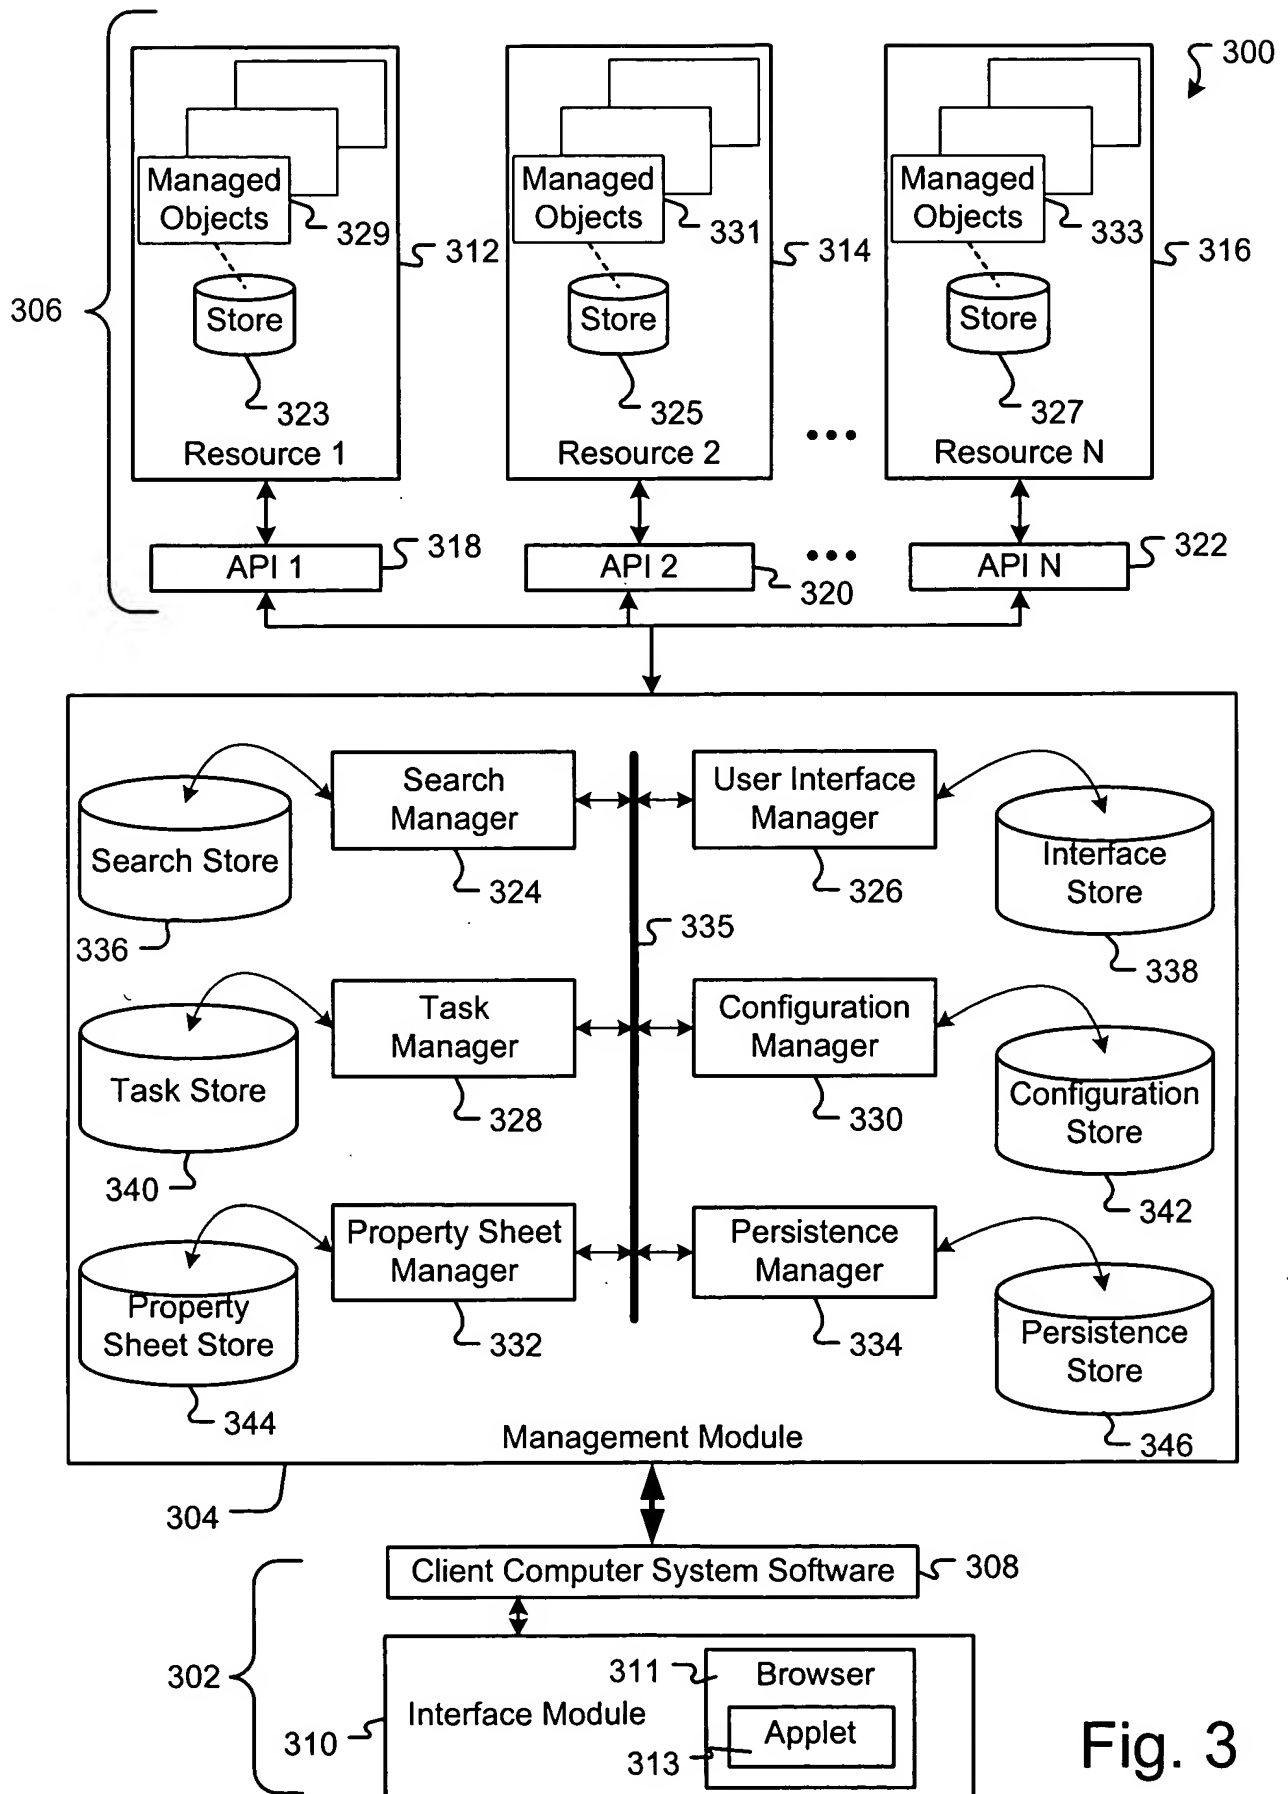 300
306
Managed
Objects
329
312
Store
323
Resource 1
Managed
Objects
331
314
Store
325
Resource 2
•••
Managed
Objects
333
316
Store
327
Resource N
API 1
318
API 2
320
•••
API N
322
Search
Manager
324
Search Store
336
User Interface
Manager
326
Interface
Store
338
335
Task
Manager
328
Task Store
340
Configuration
Manager
330
Configuration
Store
342
Property Sheet
Manager
332
Property
Sheet Store
344
Persistence
Manager
334
Persistence
Store
346
Management Module
304
Client Computer System Software
308
302
Interface Module
310
311
Browser
Applet
313
Fig. 3